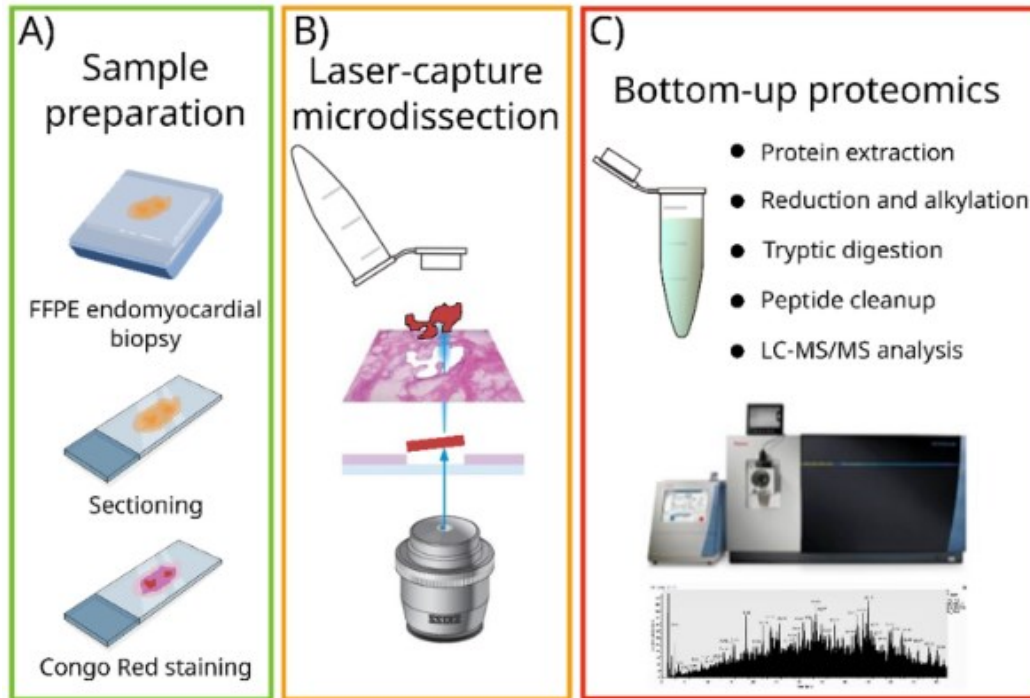 A)
Sample
preparation
FFPE endomyocardial
biopsy
Sectioning
Congo Red staining
B)
Laser-capture
microdissection
C)
Bottom-up proteomics
● Protein extraction
● Reduction and alkylation
● Tryptic digestion
● Peptide cleanup
● LC-MS/MS analysis